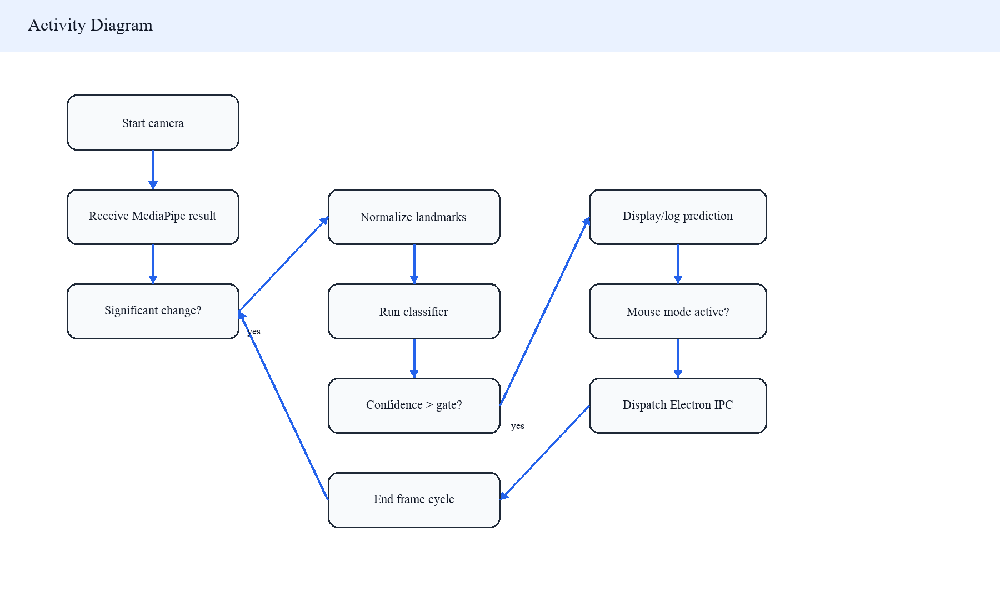 Activity Diagram
Start camera
Receive MediaPipe result
Significant change?
yes
Normalize landmarks
Run classifier
Confidence > gate?
yes
End frame cycle
Display/log prediction
Mouse mode active?
Dispatch Electron IPC